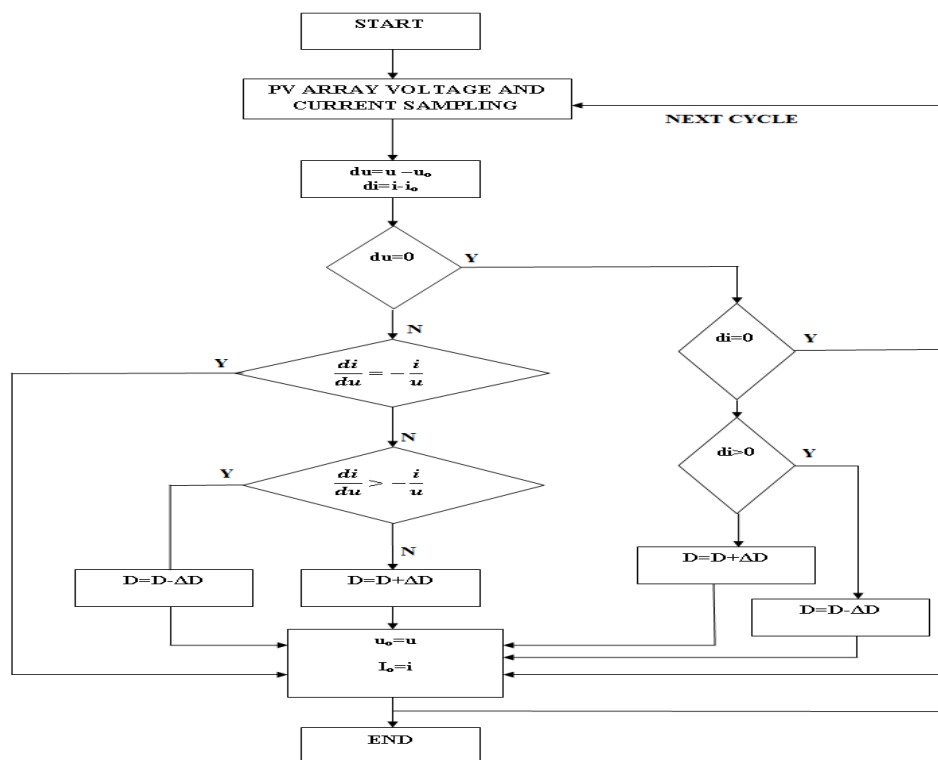 START
PV ARRAY VOLTAGE AND
CURRENT SAMPLING
NEXT CYCLE
du=u –uₒ
di=i-iₒ
du=0
Y
N
di=0
Y
Y
di/du = − i/u
N
di>0
Y
Y
di/du > − i/u
N
D=D+ΔD
D=D-ΔD
D=D+ΔD
D=D-ΔD
uₒ=u
Iₒ=i
END